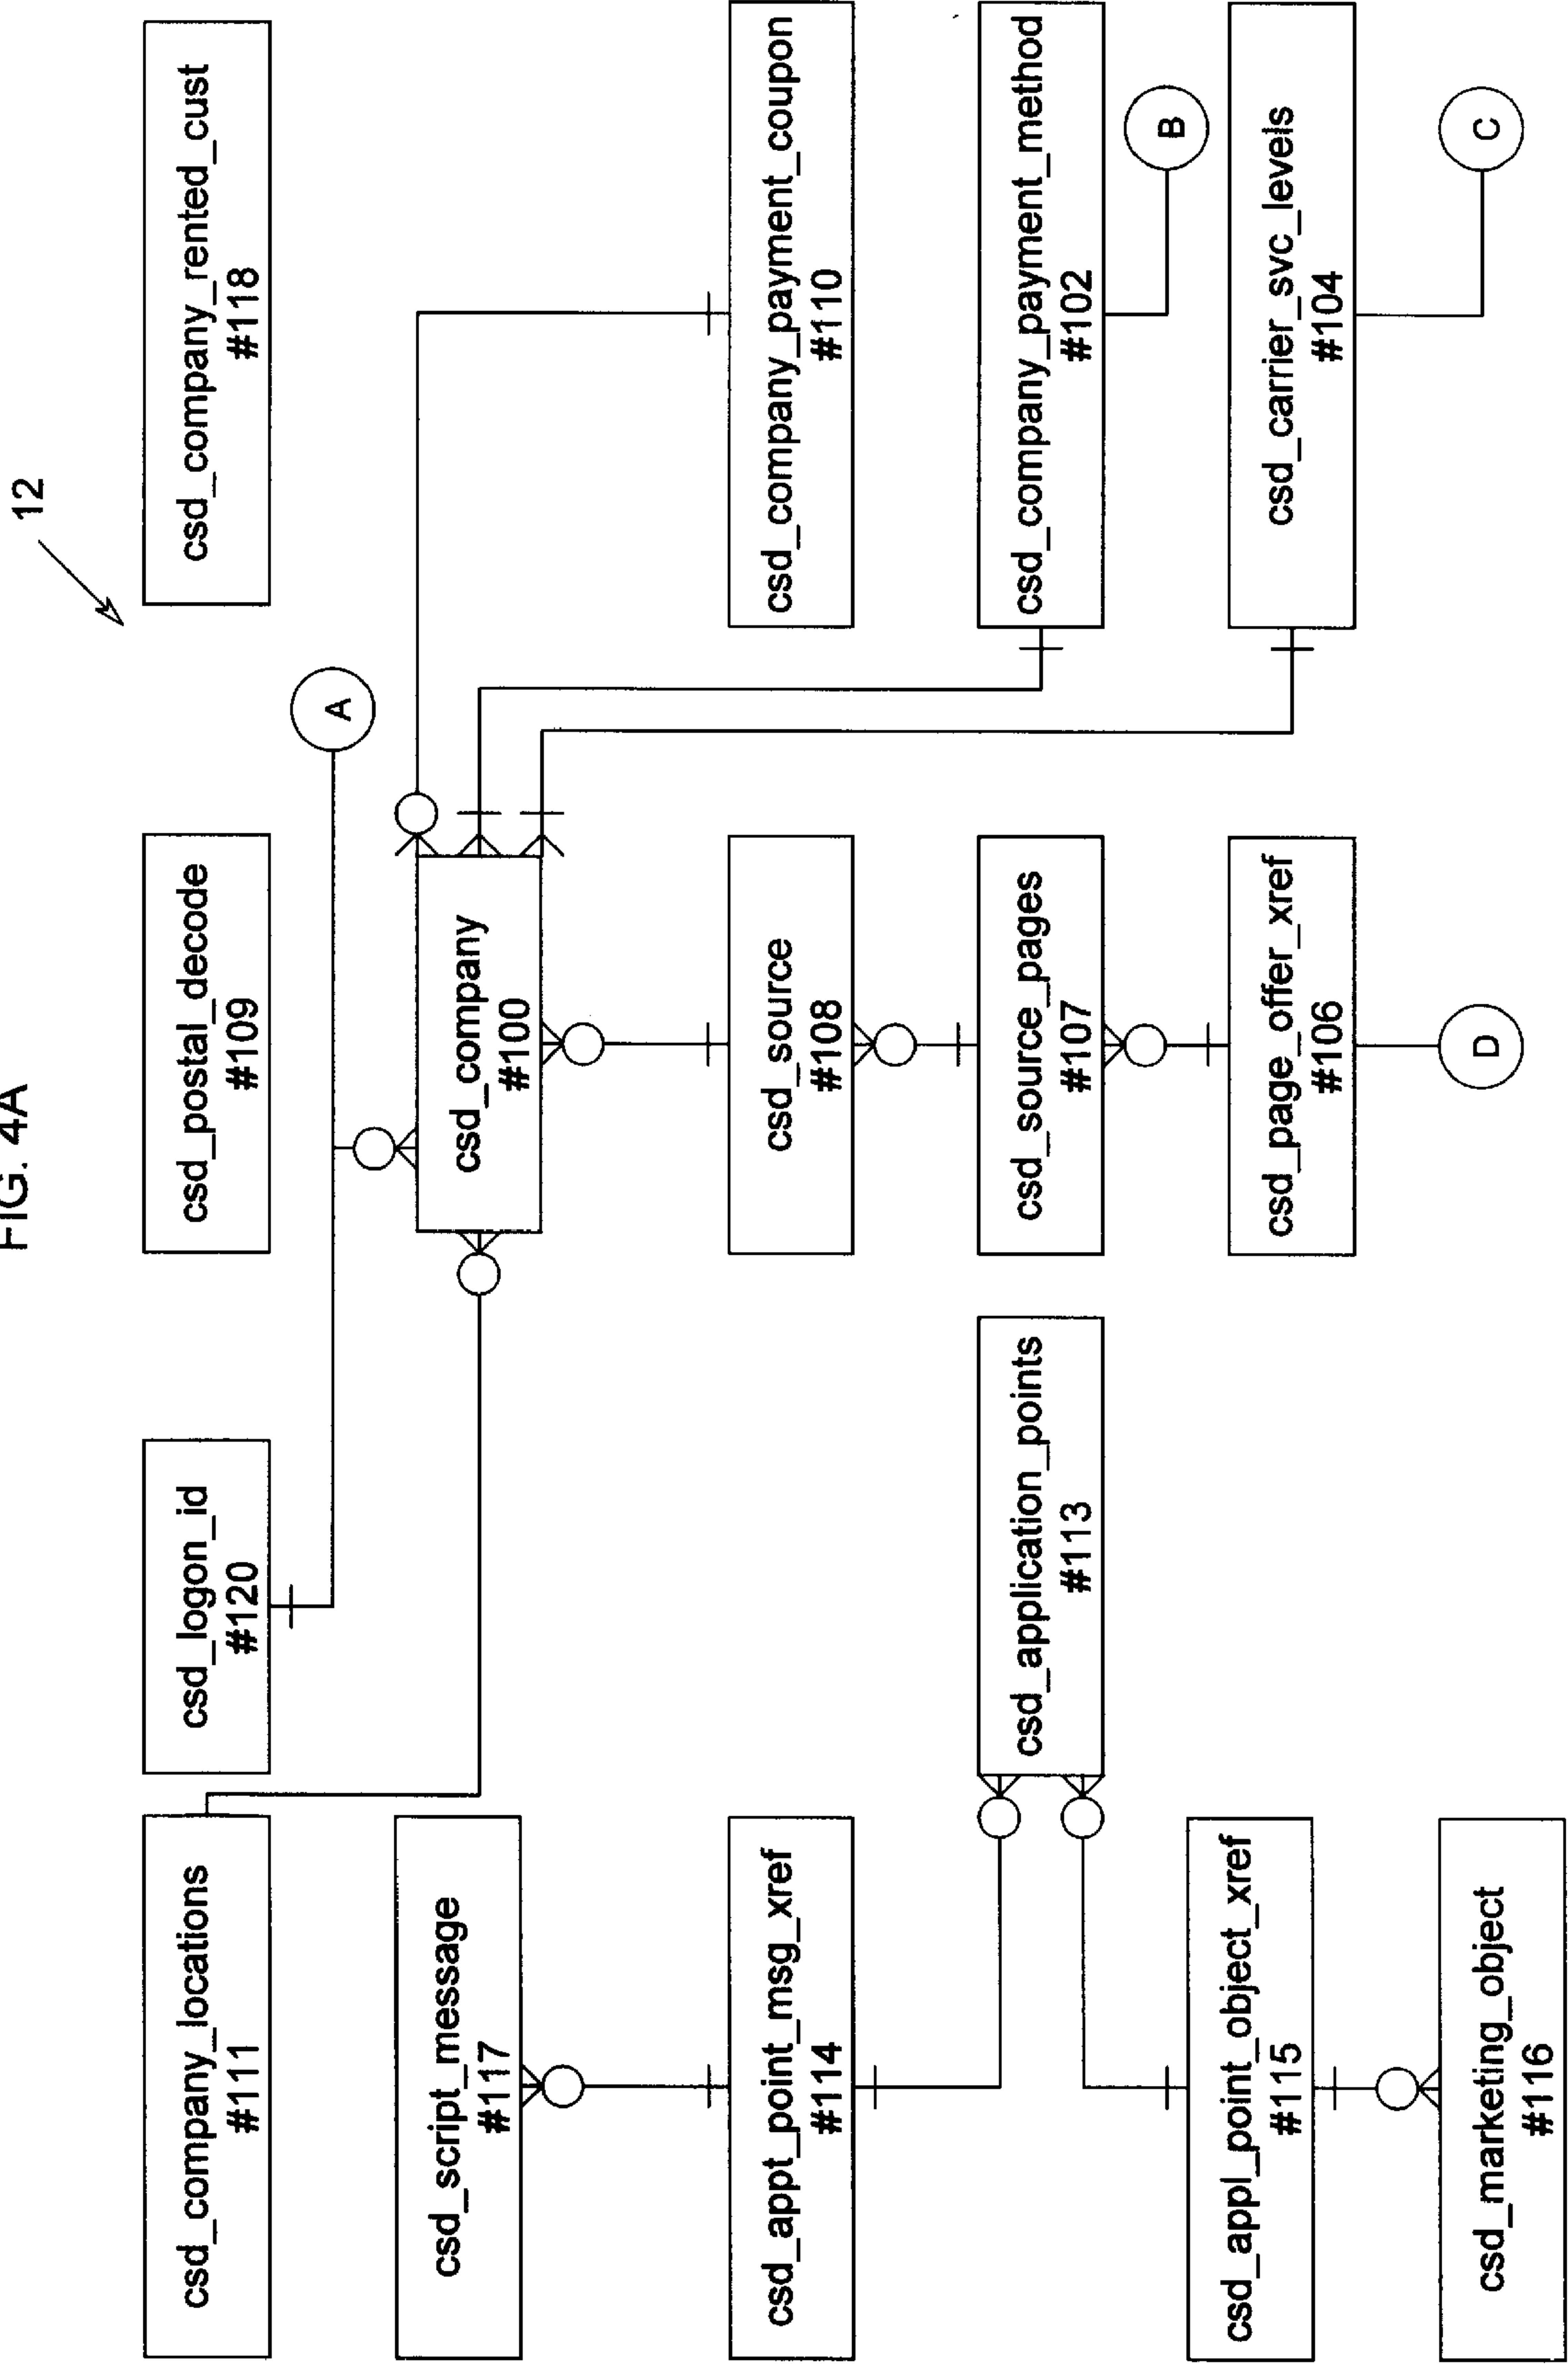 FIG. 4A
12
csd_company_locations
#111
csd_logon_id
#120
csd_postal_decode
#109
csd_company_rented_cust
#118
A
csd_script_message
#117
csd_company
#100
csd_appt_point_msg_xref
#114
csd_source
#108
csd_company_payment_coupon
#110
csd_application_points
#113
csd_source_pages
#107
csd_company_payment_method
#102
B
csd_appl_point_object_xref
#115
csd_page_offer_xref
#106
csd_carrier_svc_levels
#104
csd_marketing_object
#116
D
C